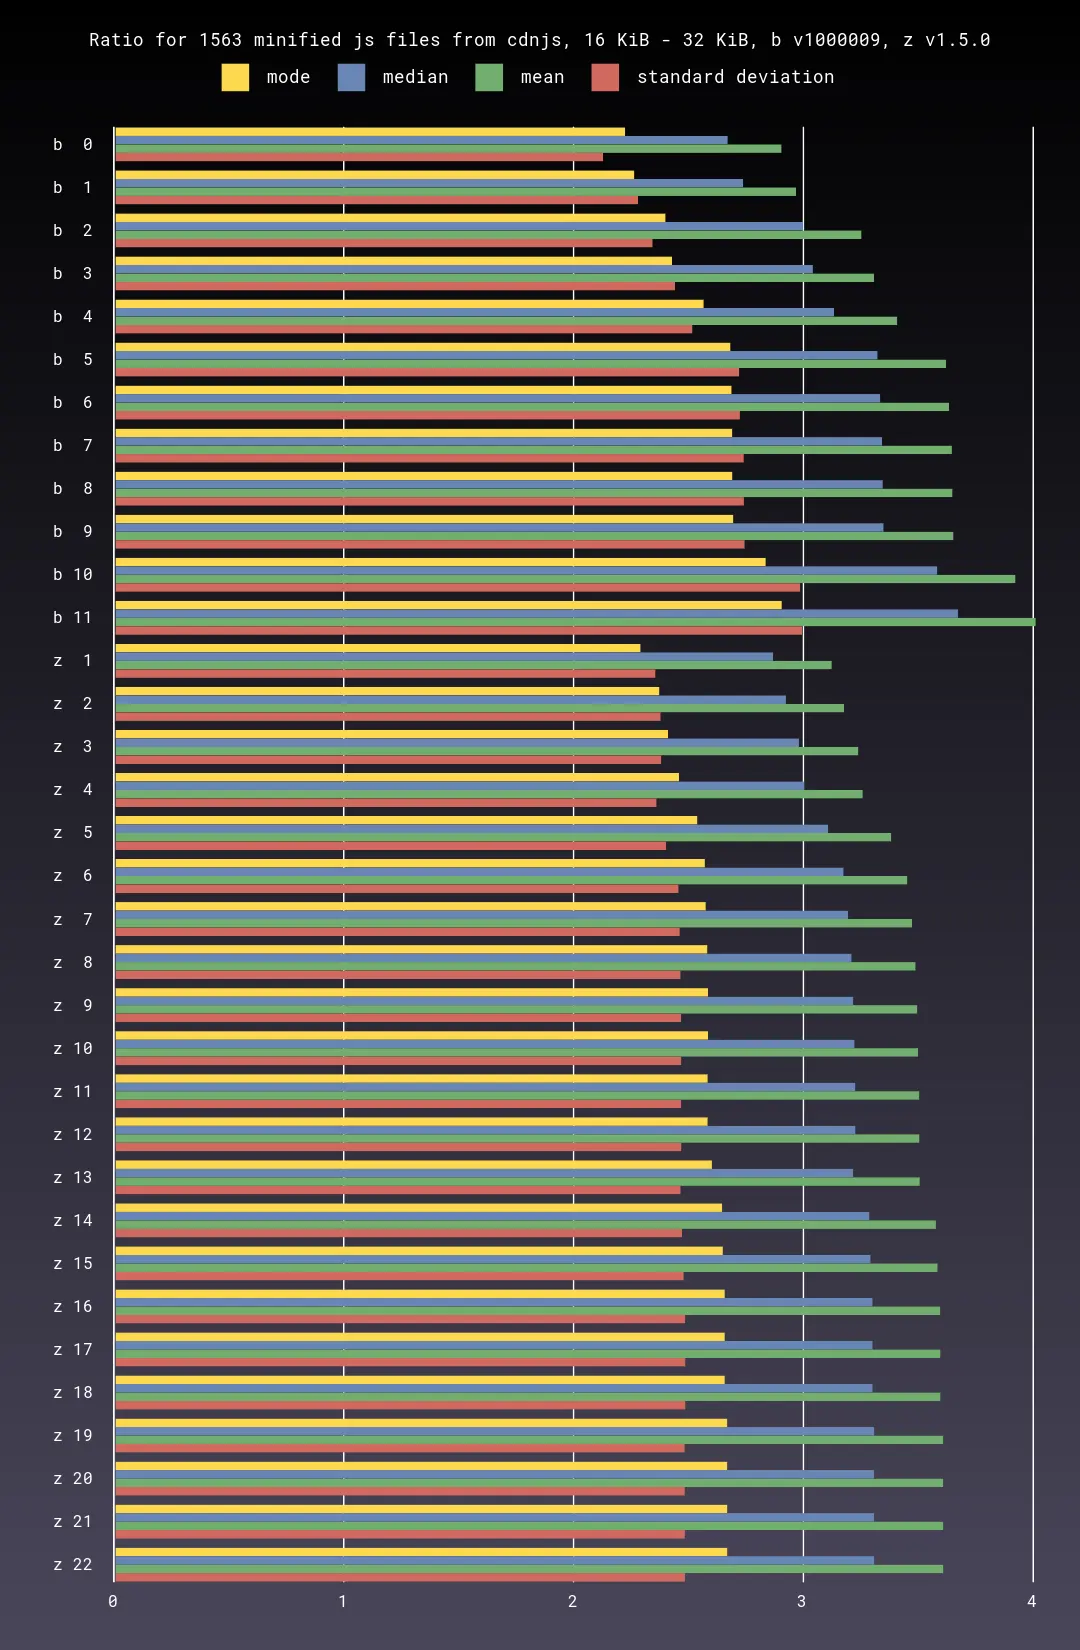 Ratio for 1563 minified js files from cdnjs, 16 KiB - 32 KiB, b v1000009, z v1.5.0
mode median mean standard deviation
b 0
b 1
b 2
b 3
b 4
b 5
b 6
b 7
b 8
b 9
b 10
b 11
z 1
z 2
z 3
z 4
z 5
z 6
z 7
z 8
z 9
z 10
z 11
z 12
z 13
z 14
z 15
z 16
z 17
z 18
z 19
z 20
z 21
z 22
0 1 2 3 4